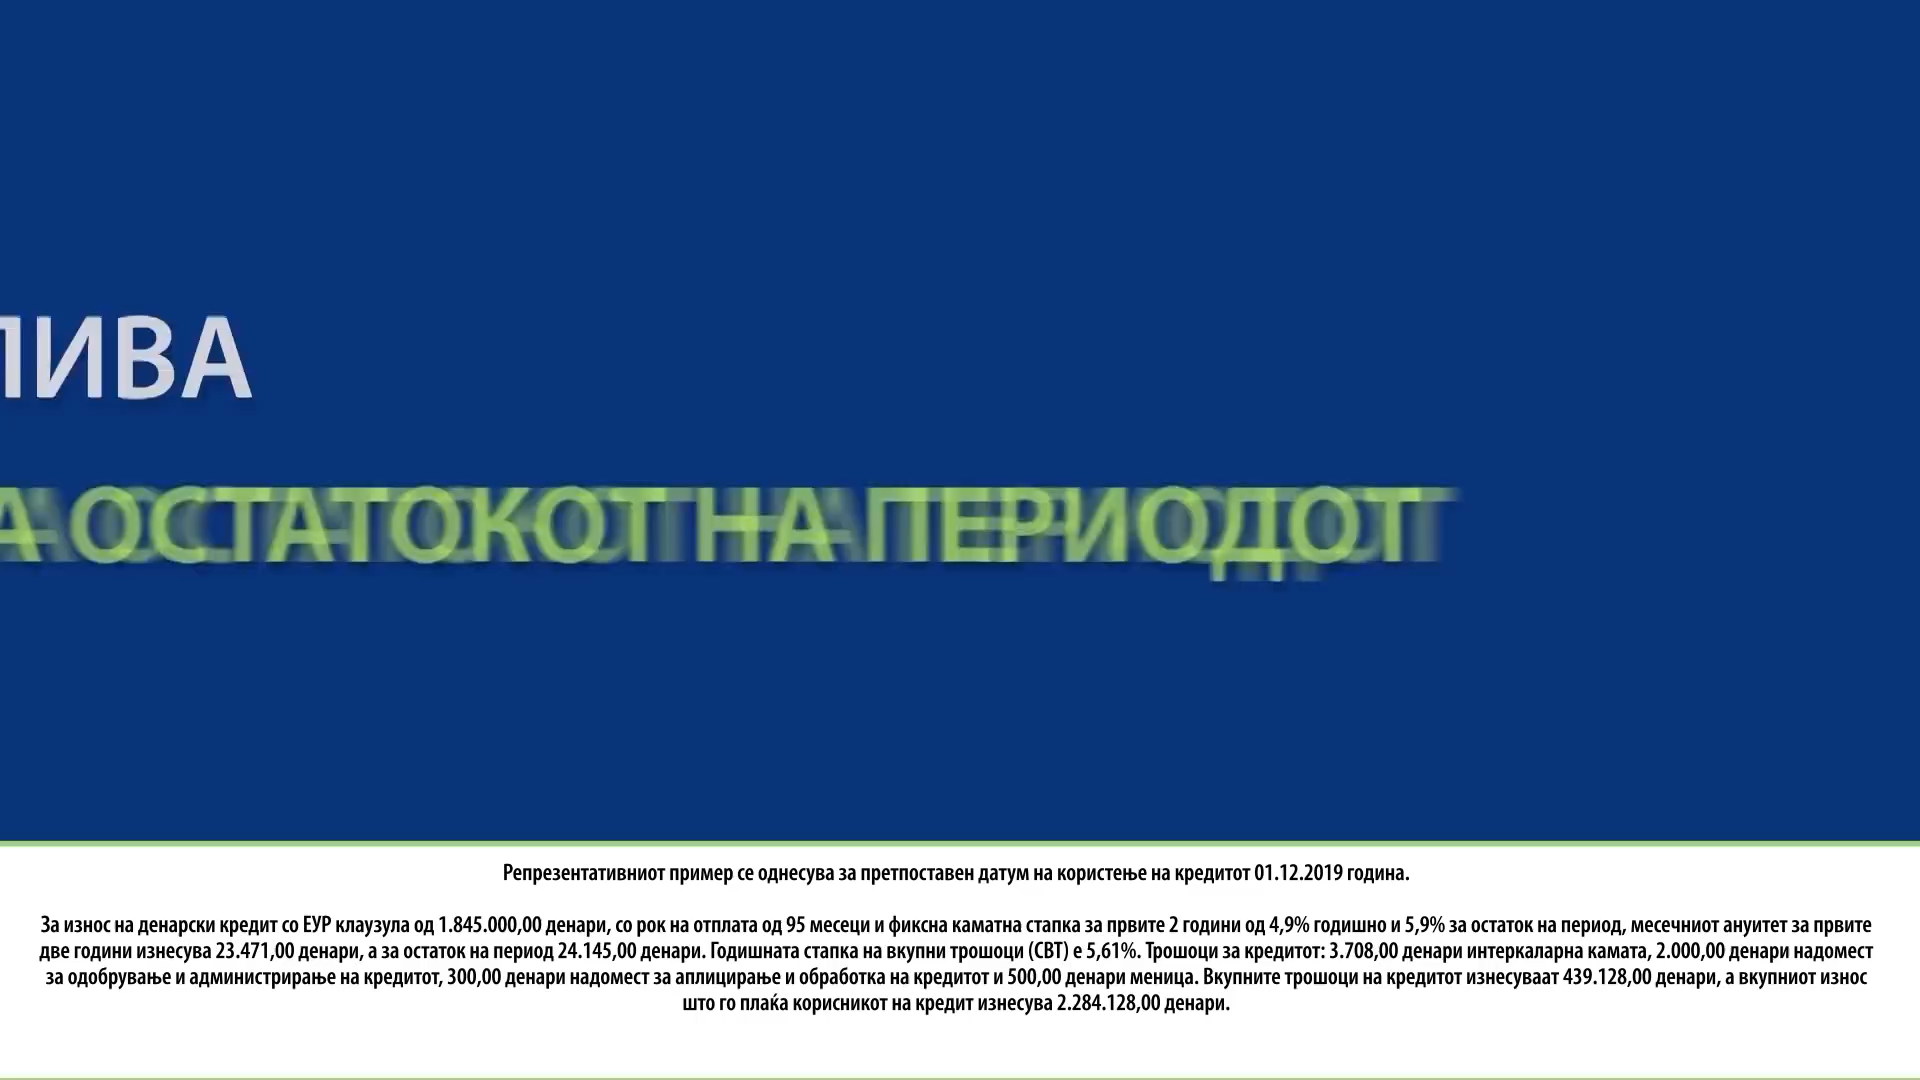 ОСТАТОКОТ НА ПЕРИОДОТ
Репрезентативниот пример се однесува за претпоставен датум на користење на кредитот 01.12.2019 година.
За износ на денарски кредит со ЕУР клаузула од 1.845.000,00 денари, со рок на отплата од 95 месеци и фиксна каматна стапка за првите 2 години од 4,9% годишно и 5,9% за остаток на период, месечниот ануитет за првите
две години изнесува 23.471,00 денари, а за остаток на период 24.145,00 денари. Годишната стапка на вкупни трошоци (СВТ) е 5,61%. Трошоци за кредитот: 3.708,00 денари интеркаларна камата, 2.000,00 денари надомест
за одобрување и администрирање на кредитот, 300,00 денари надомест за аплицирање и обработка на кредитот и 500,00 денари меница. Вкупните трошоци на кредитот изнесуваат 439.128,00 денари, а вкупниот износ
што го плаќа корисникот на кредит изнесува 2.284.128,00 денари.